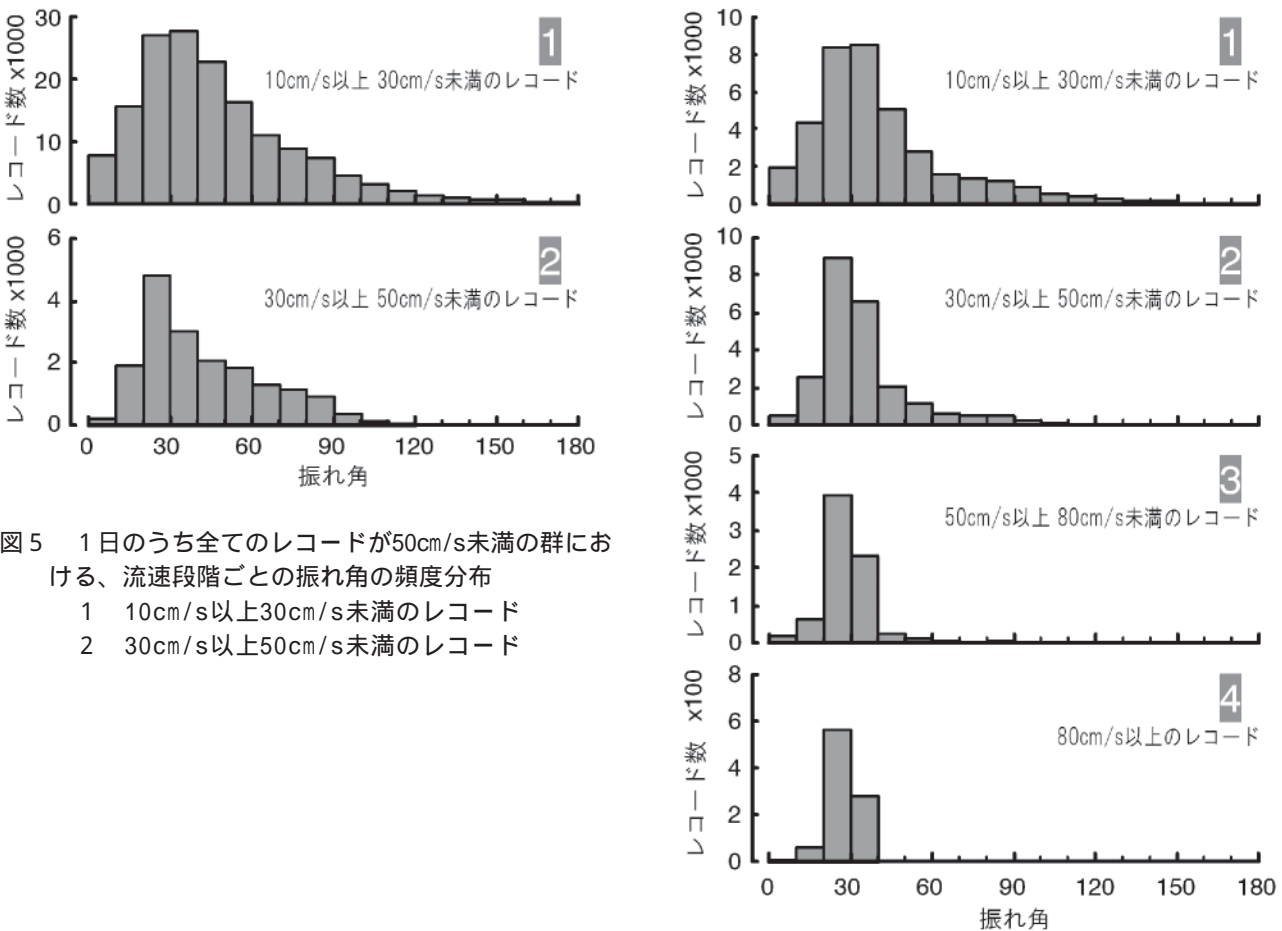 レコード数 x1000
30
20
10
0
1
10cm/s以上 30cm/s未満のレコード
レコード数 x1000
6
4
2
0
2
30cm/s以上 50cm/s未満のレコード
0 30 60 90 120 150 180
振れ角
図5 1日のうち全てのレコードが50cm/s未満の群にお
ける、流速段階ごとの振れ角の頻度分布
1 10cm/s以上30cm/s未満のレコード
2 30cm/s以上50cm/s未満のレコード
レコード数 x1000
10
8
6
4
2
0
1
10cm/s以上 30cm/s未満のレコード
レコード数 x1000
10
8
6
4
2
0
2
30cm/s以上 50cm/s未満のレコード
レコード数 x1000
5
4
3
2
1
0
3
50cm/s以上 80cm/s未満のレコード
レコード数 x100
8
6
4
2
0
4
80cm/s以上のレコード
0 30 60 90 120 150 180
振れ角